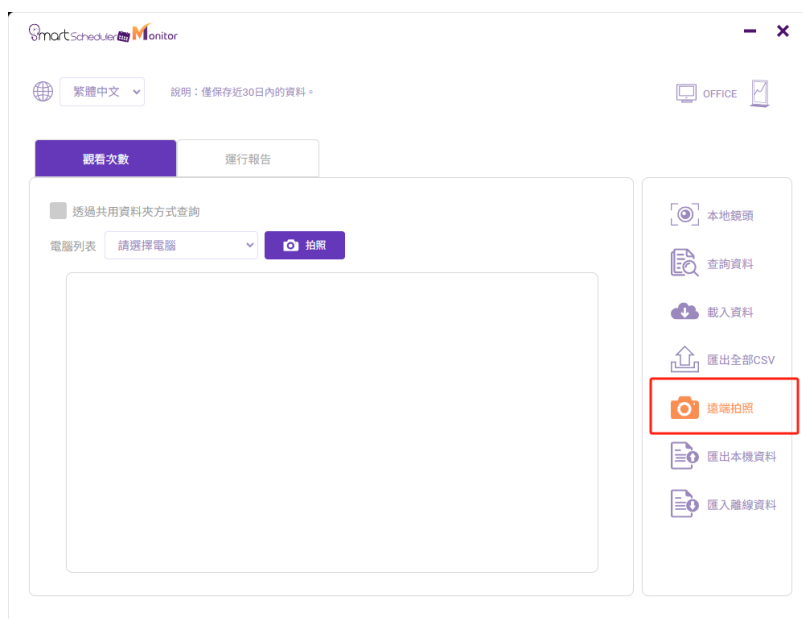 Smart Scheduler Monitor
繁體中文
說明：僅保存近30日內的資料。
OFFICE
觀看次數
運行報告
透過共用資料夾方式查詢
電腦列表
請選擇電腦
拍照
本地鏡頭
查詢資料
載入資料
匯出全部CSV
遠端拍照
匯出本機資料
匯入離線資料